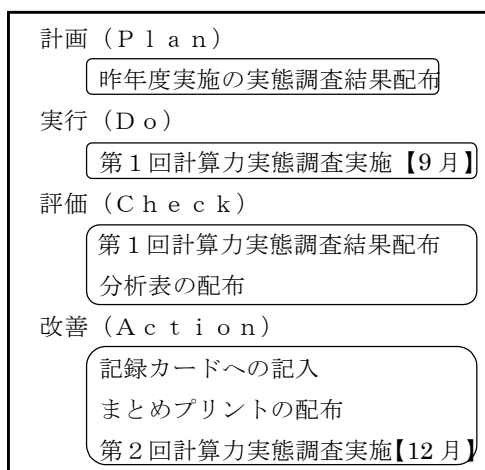 計画（Ｐｌａｎ）
昨年度実施の実態調査結果配布
実行（Ｄｏ）
第１回計算力実態調査実施【9 月】
評価（Ｃｈｅｃｋ）
第１回計算力実態調査結果配布
分析表の配布
改善（Ａｃｔｉｏｎ）
記録カードへの記入
まとめプリントの配布
第２回計算力実態調査実施【12 月】